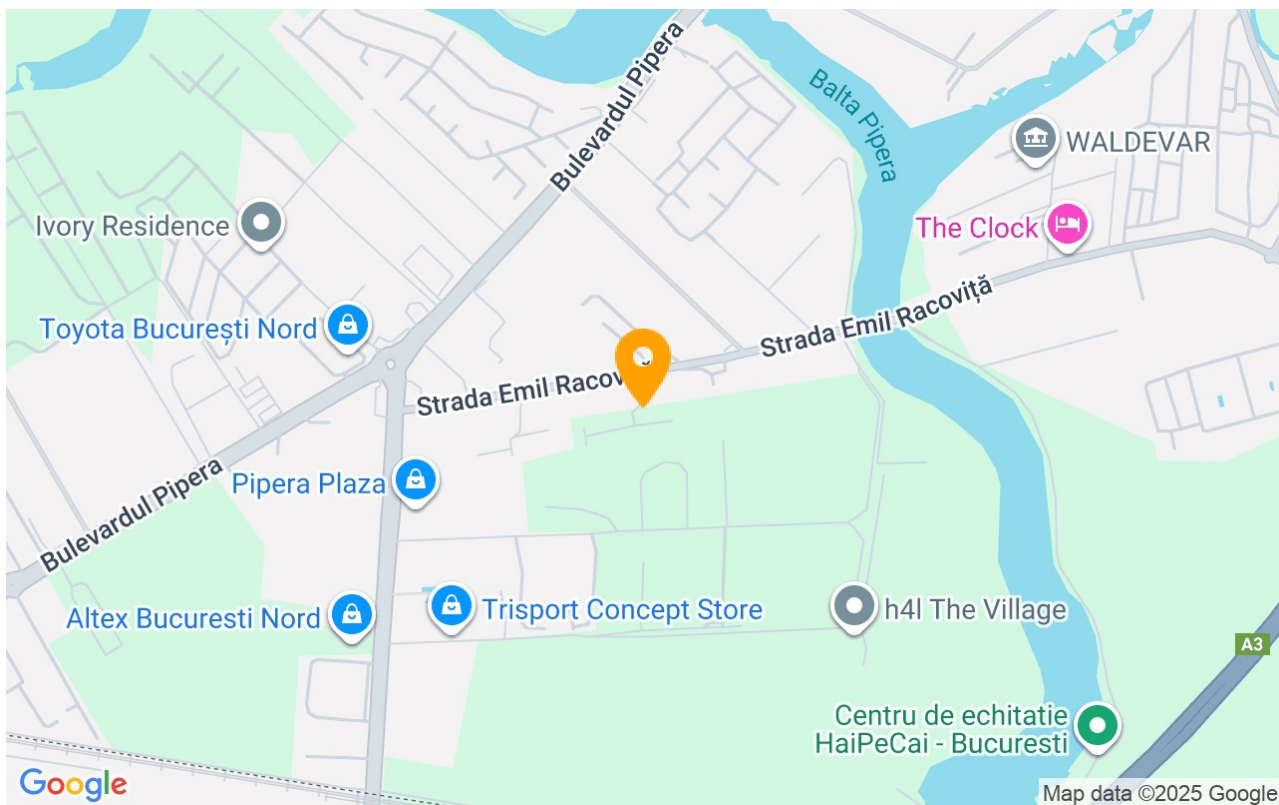 Bulevardul Pipera
Balta Pipera
WALDEVAR
Ivory Residence
The Clock
Toyota București Nord
Strada Emil Racoviță
Strada Emil
Pipera Plaza
Bulevardul Pipera
Altex Bucuresti Nord
Trisport Concept Store
h4l The Village
A3
Centru de echitatie
HaiPeCai - Bucuresti
Google
Map data ©2025 Google